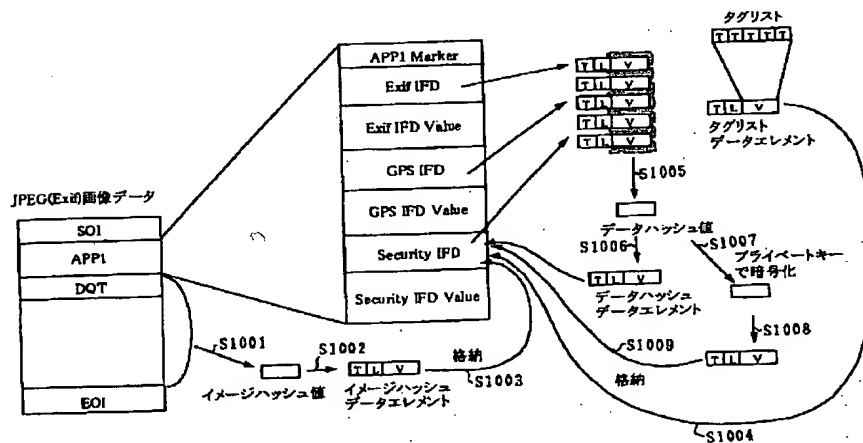 タグリスト
T T T T T
APP1 Marker
Exif IFD
Exif IFD Value
GPS IFD
GPS IFD Value
Security IFD
Security IFD Value
T L V
T L V
T L V
T L V
T L V
T L V
タグリスト
データエレメント
S1005
データハッシュ値
S1006
S1007
プライベートキー
で暗号化
T L V
データハッシュ
データエレメント
S1008
T L V
S1009
格納
S1004
JPEG(Exif)画像データ
SOI
APP1
DQT
EOI
S1001
イメージハッシュ値
S1002
T L V
イメージハッシュ
データエレメント
格納
S1003